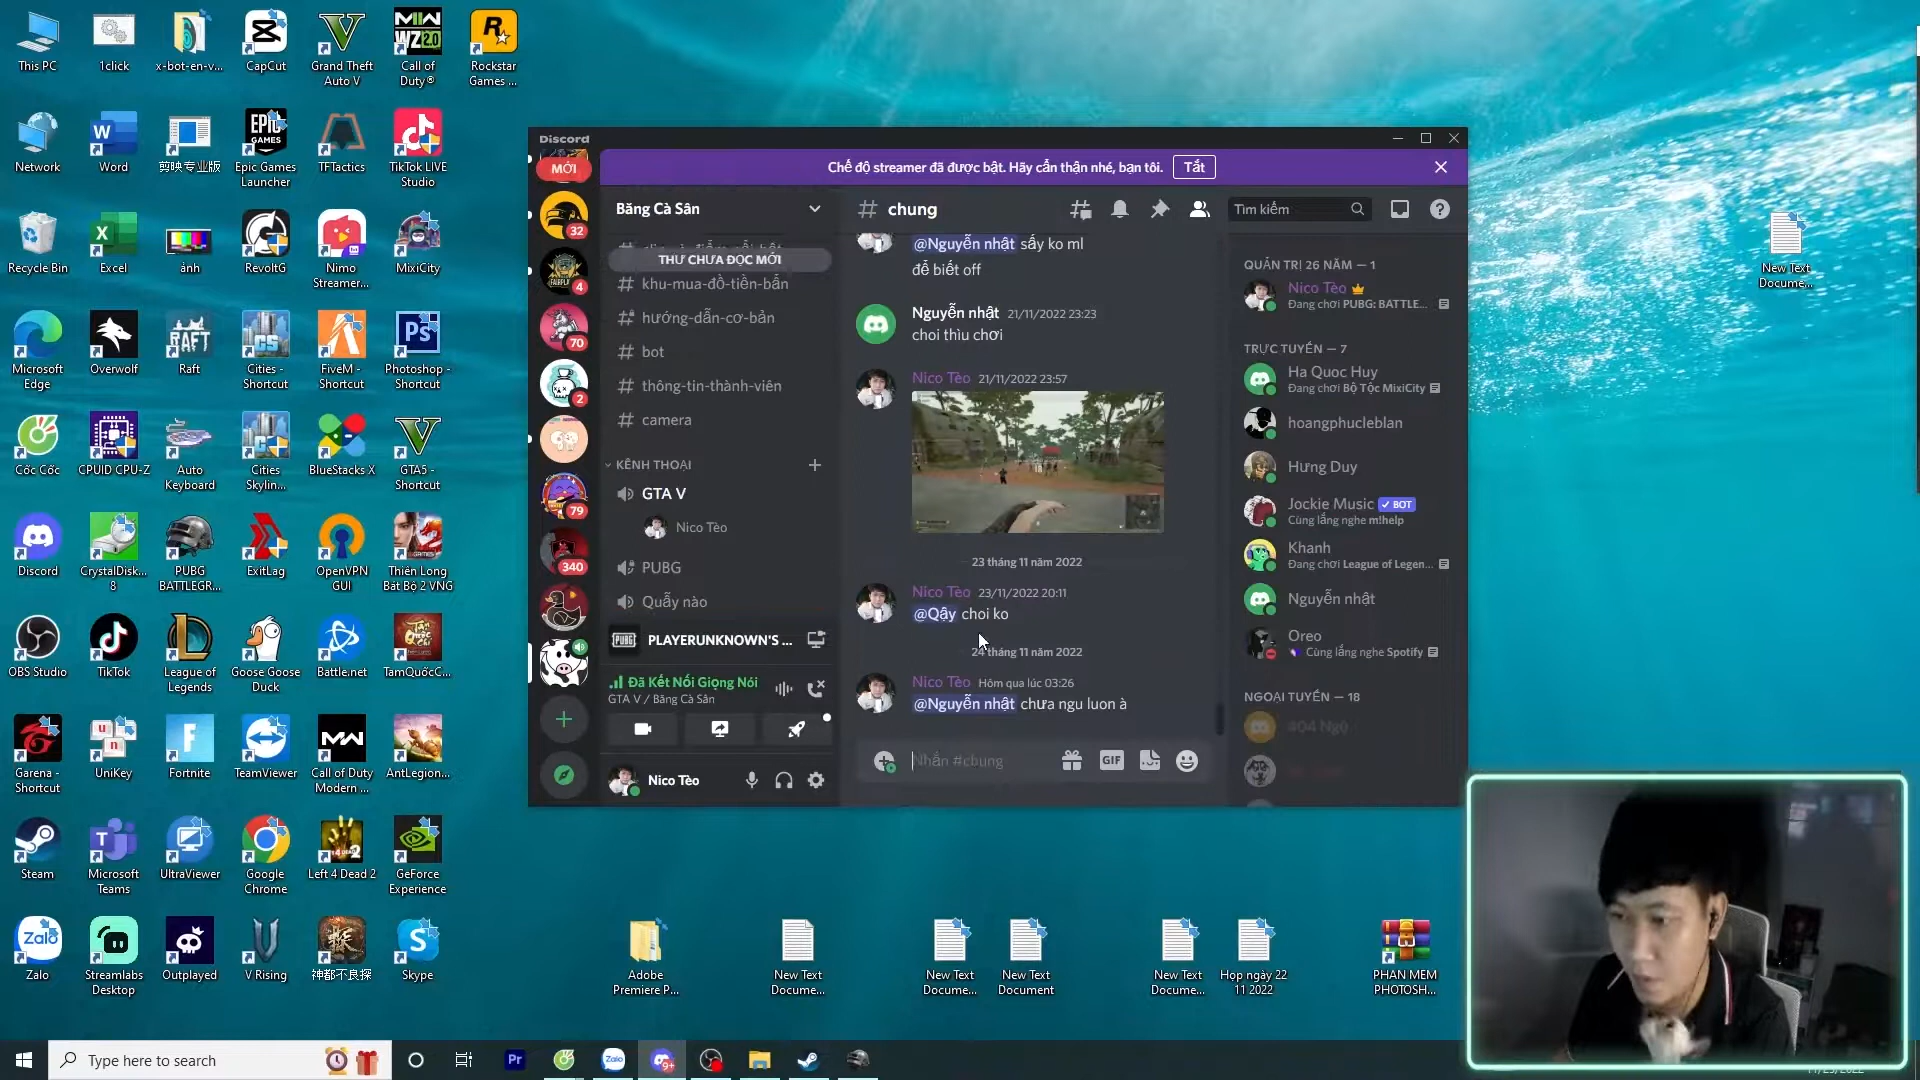 This PC
1click
x-bot-en-v...
CapCut
Grand Theft
Auto V
Call of
Duty®
Rockstar
Games ...
Network
Word
剪映专业版
Epic Games
Launcher
TFTactics
TikTok LIVE
Studio
Recycle Bin
Excel
ảnh
RevoltG
Nimo
Streamer...
MixiCity
Microsoft
Edge
Overwolf
Raft
Cities -
Shortcut
FiveM -
Shortcut
Photoshop -
Shortcut
Cốc Cốc
CPUID CPU-Z
Auto
Keyboard
Cities
Skylin...
BlueStacks X
GTA5 -
Shortcut
Discord
CrystalDisk...
8
PUBG
BATTLEGR...
ExitLag
OpenVPN
GUI
Thiên Long
Bát Bộ 2 VNG
OBS Studio
TikTok
League of
Legends
Goose Goose
Duck
Battle.net
TamQuốcC...
Garena -
Shortcut
UniKey
Fortnite
TeamViewer
Call of Duty
Modern ...
AntLegion...
Steam
Microsoft
Teams
UltraViewer
Google
Chrome
Left 4 Dead 2
GeForce
Experience
Zalo
Streamlabs
Desktop
Outplayed
V Rising
神都不良探
Skype
Discord
MỚI
32
4
70
2
79
340
Chế độ streamer đã được bật. Hãy cẩn thận nhé, bạn tôi.
Tắt
Băng Cà Sân
THƯ CHƯA ĐỌC MỚI
khu-mua-đồ-tiền-bẩn
hướng-dẫn-cơ-bản
bot
thông-tin-thành-viên
camera
KÊNH THOẠI
GTA V
Nico Tèo
PUBG
Quẩy nào
PLAYERUNKNOWN'S ...
Đã Kết Nối Giọng Nói
GTA V / Băng Cà Sân
Nico Tèo
# chung
Tìm kiếm
@Nguyễn nhật sấy ko ml
để biết off
Nguyễn nhật 21/11/2022 23:23
choi thìu chơi
Nico Tèo 21/11/2022 23:57
23 tháng 11 năm 2022
Nico Tèo 23/11/2022 20:11
@Qậy choi ko
24 tháng 11 năm 2022
Nico Tèo Hôm qua lúc 03:26
@Nguyễn nhật chưa ngu luon à
Nhắn #chung
GIF
QUẢN TRỊ 26 NĂM — 1
Nico Tèo
Đang chơi PUBG: BATTLE...
TRỰC TUYẾN — 7
Ha Quoc Huy
Đang chơi Bộ Tộc MixiCity
hoangphucleblan
Hưng Duy
Jockie Music BOT
Cùng lắng nghe m!help
Khanh
Đang chơi League of Legen...
Nguyễn nhật
Oreo
Cùng lắng nghe Spotify
NGOẠI TUYẾN — 18
404 Ngộ
New Text
Docume...
Adobe
Premiere P...
New Text
Docume...
New Text
Docume...
New Text
Document
New Text
Docume...
Họp ngày 22
11 2022
PHAN MEM
PHOTOSH...
Type here to search